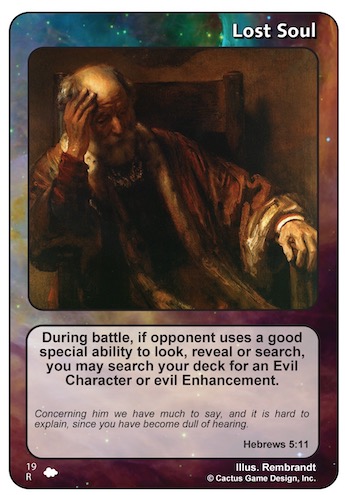 Lost Soul
During battle, if opponent uses a good
special ability to look, reveal or search,
you may search your deck for an Evil
Character or evil Enhancement.
Concerning him we have much to say, and it is hard to
explain, since you have become dull of hearing.
Hebrews 5:11
19
R
Illus. Rembrandt
© Cactus Game Design, Inc.